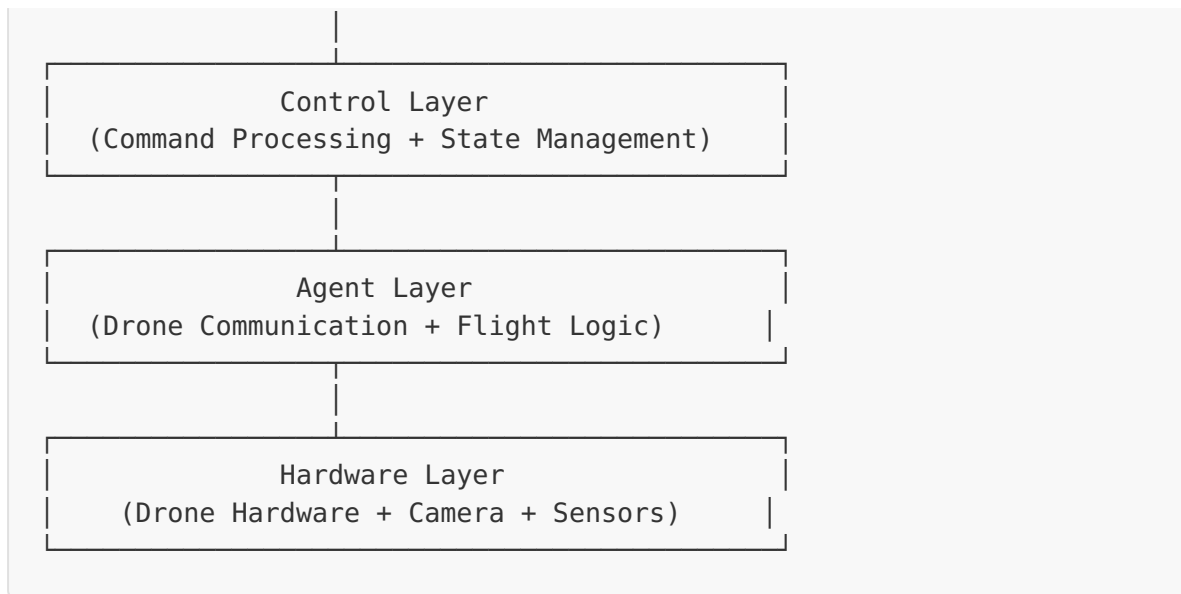 Control Layer
(Command Processing + State Management)
Agent Layer
(Drone Communication + Flight Logic)
Hardware Layer
(Drone Hardware + Camera + Sensors)